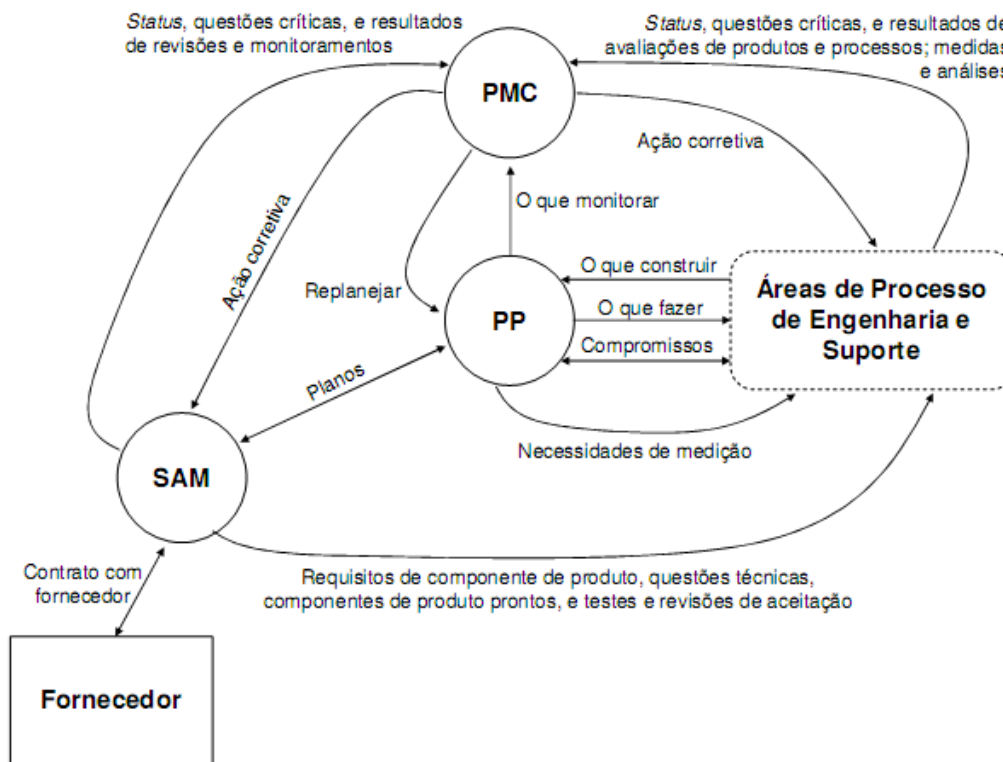 Status, questões críticas, e resultados
de revisões e monitoramentos
Status, questões críticas, e resultados de
avaliações de produtos e processos; medidas
e análises
PMC
Ação corretiva
O que monitorar
Ação corretiva
Replanejar
O que construir
PP
O que fazer
Compromissos
Áreas de Processo
de Engenharia e
Suporte
Planos
Necessidades de medição
SAM
Contrato com
fornecedor
Requisitos de componente de produto, questões técnicas,
componentes de produto prontos, e testes e revisões de aceitação
Fornecedor